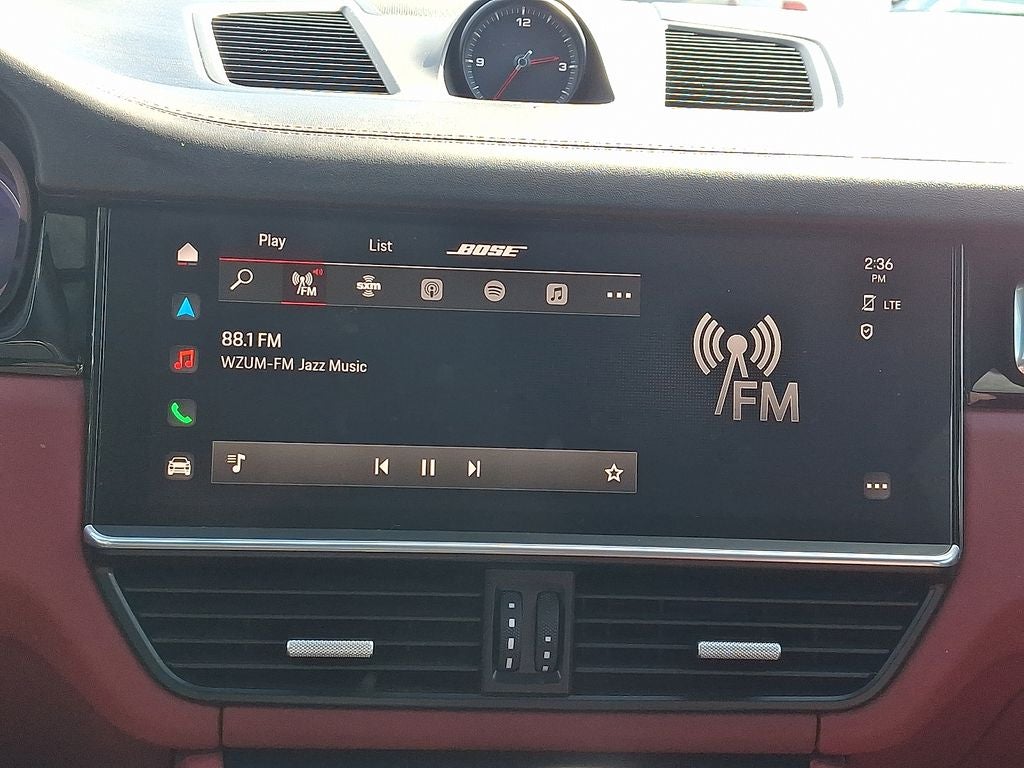 12
9
3
Play
List
BOSE
2:36
PM
FM
sxm
LTE
88.1 FM
WZUM-FM Jazz Music
FM